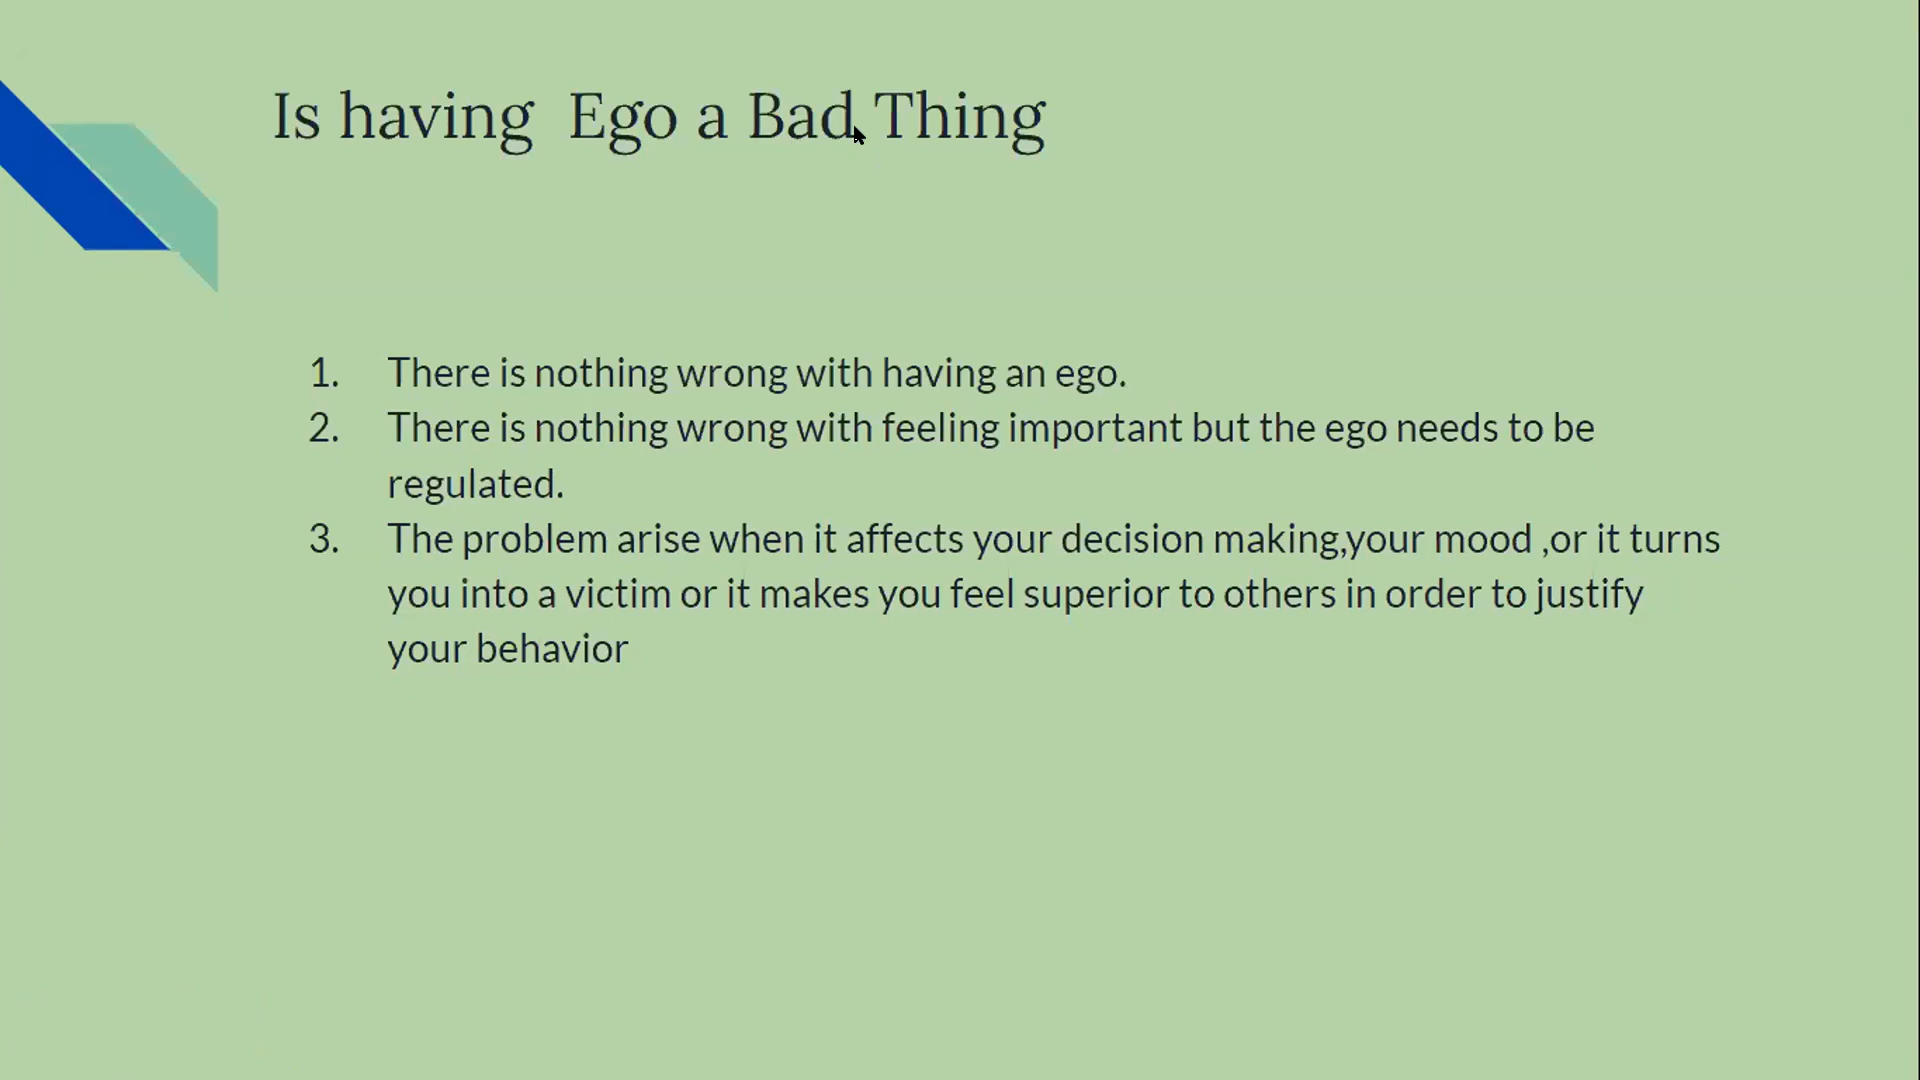 Is having  Ego a Bad Thing
1. There is nothing wrong with having an ego.
2. There is nothing wrong with feeling important but the ego needs to be
regulated.
3. The problem arise when it affects your decision making,your mood ,or it turns
you into a victim or it makes you feel superior to others in order to justify
your behavior